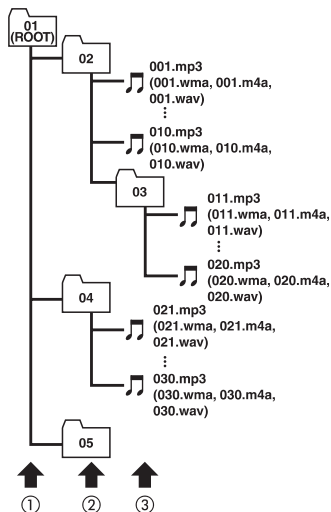 01
(ROOT)
02
001.mp3
(001.wma, 001.m4a,
001.wav)
010.mp3
(010.wma, 010.m4a,
010.wav)
03
011.mp3
(011.wma, 011.m4a,
011.wav)
020.mp3
(020.wma, 020.m4a,
020.wav)
04
021.mp3
(021.wma, 021.m4a,
021.wav)
030.mp3
(030.wma, 030.m4a,
030.wav)
05
① ② ③